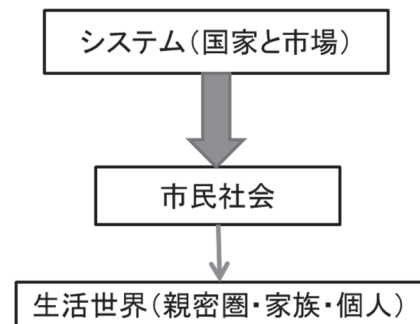 システム（国家と市場）
市民社会
生活世界（親密圏・家族・個人）